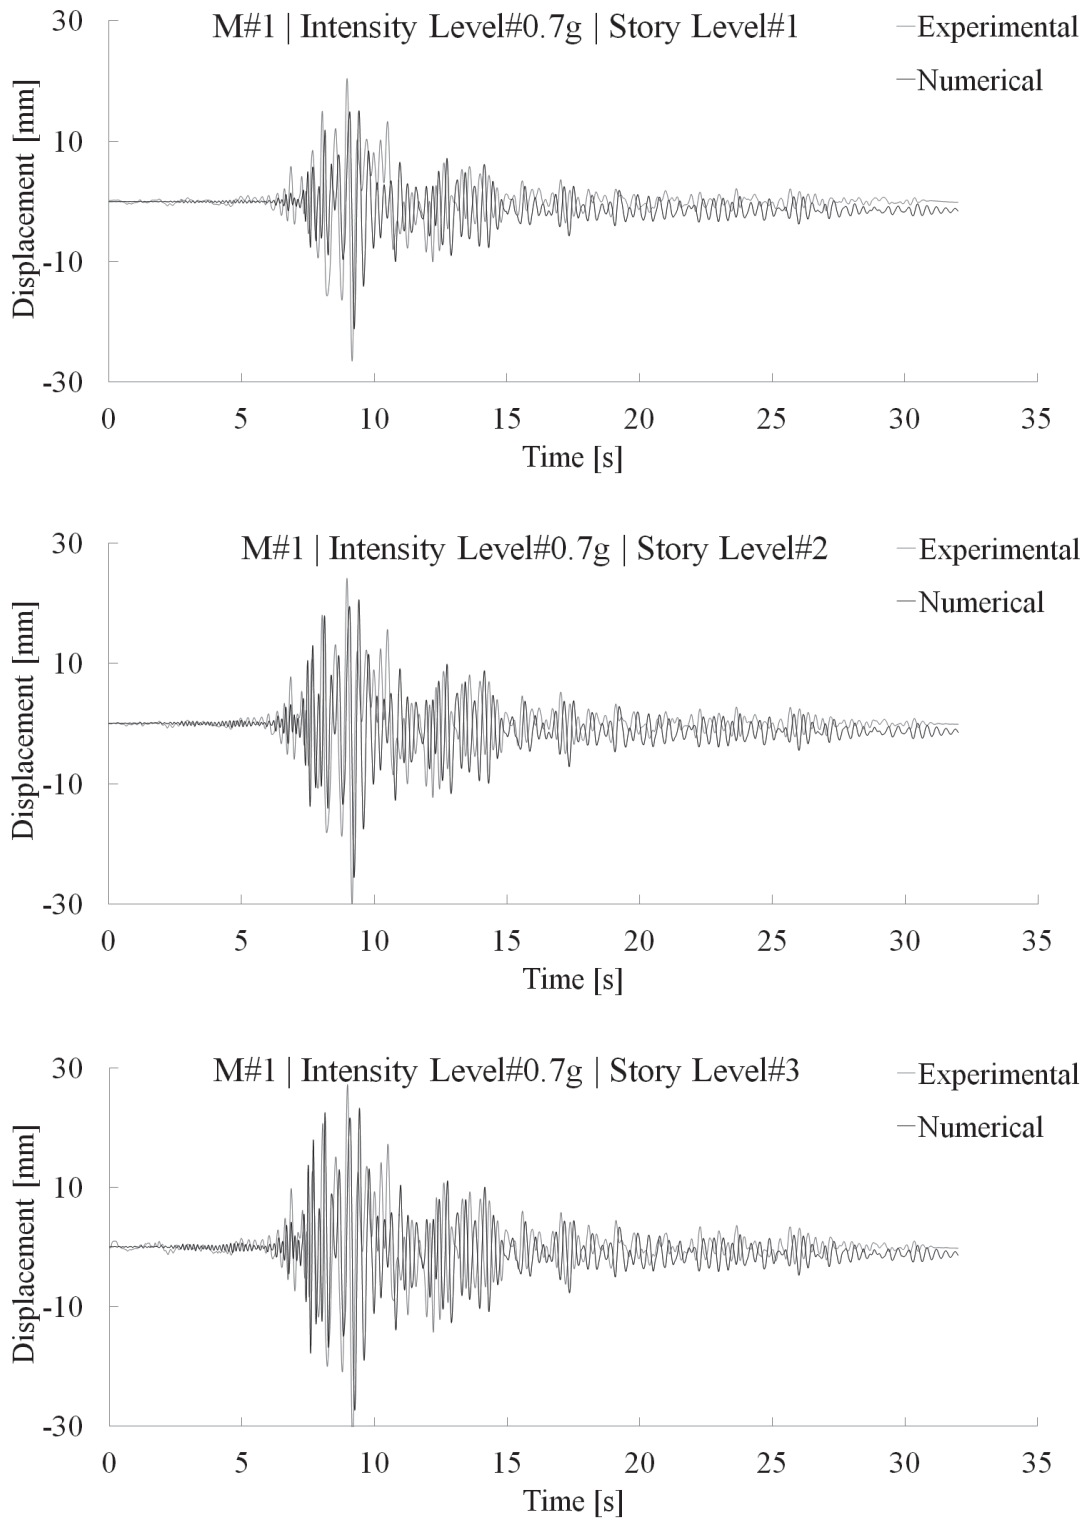 M#1 | Intensity Level#0.7g | Story Level#1
Experimental
Numerical
Displacement [mm]
30
10
-10
-30
0 5 10 15 20 25 30 35
Time [s]
M#1 | Intensity Level#0.7g | Story Level#2
Experimental
Numerical
Displacement [mm]
30
10
-10
-30
0 5 10 15 20 25 30 35
Time [s]
M#1 | Intensity Level#0.7g | Story Level#3
Experimental
Numerical
Displacement [mm]
30
10
-10
-30
0 5 10 15 20 25 30 35
Time [s]